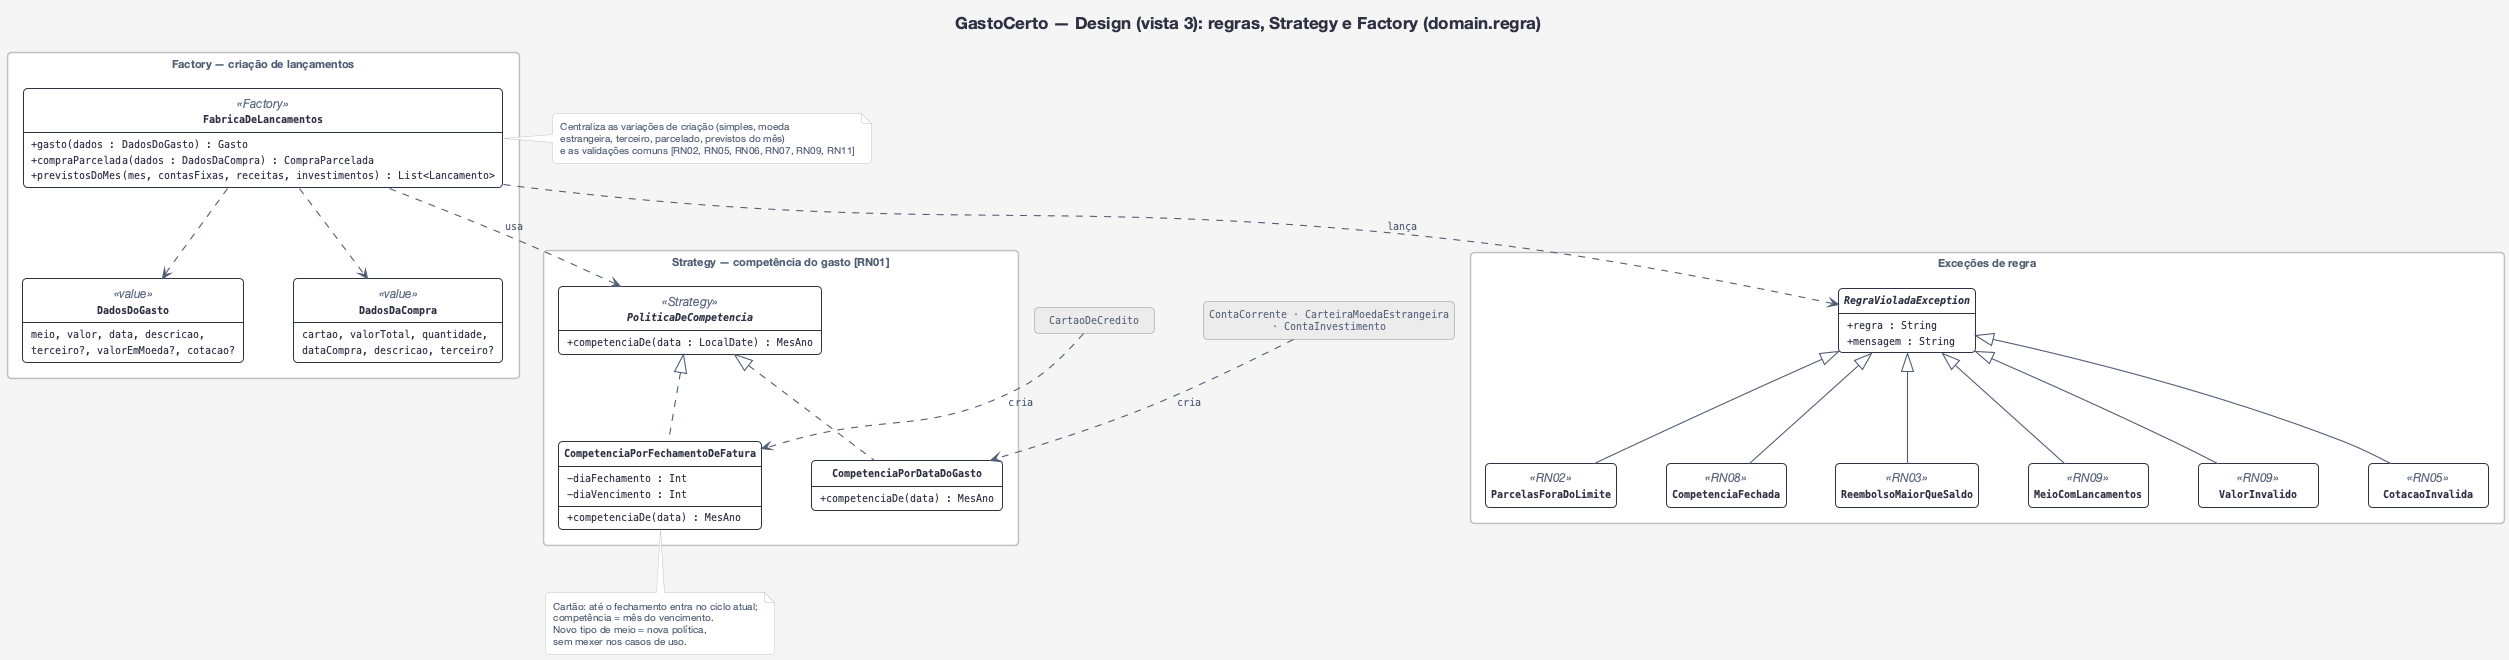 GastoCerto — Design (vista 3): regras, Strategy e Factory (domain.regra)
Factory — criação de lançamentos
«Factory»
FabricaDeLancamentos
+gasto(dados : DadosDoGasto) : Gasto
+compraParcelada(dados : DadosDaCompra) : CompraParcelada
+previstosDoMes(mes, contasFixas, receitas, investimentos) : List<Lancamento>
Centraliza as variações de criação (simples, moeda
estrangeira, terceiro, parcelado, previstos do mês)
e as validações comuns [RN02, RN05, RN06, RN07, RN09, RN11]
usa
lança
«value»
DadosDoGasto
meio, valor, data, descricao,
terceiro?, valorEmMoeda?, cotacao?
«value»
DadosDaCompra
cartao, valorTotal, quantidade,
dataCompra, descricao, terceiro?
Strategy — competência do gasto [RN01]
«Strategy»
PoliticaDeCompetencia
+competenciaDe(data : LocalDate) : MesAno
CartaoDeCredito
ContaCorrente · CarteiraMoedaEstrangeira
· ContaInvestimento
cria
cria
CompetenciaPorFechamentoDeFatura
−diaFechamento : Int
−diaVencimento : Int
+competenciaDe(data) : MesAno
CompetenciaPorDataDoGasto
+competenciaDe(data) : MesAno
Cartão: até o fechamento entra no ciclo atual;
competência = mês do vencimento.
Novo tipo de meio = nova política,
sem mexer nos casos de uso.
Exceções de regra
RegraVioladaException
+regra : String
+mensagem : String
«RN02»
ParcelasForaDoLimite
«RN08»
CompetenciaFechada
«RN03»
ReembolsoMaiorQueSaldo
«RN09»
MeioComLancamentos
«RN09»
ValorInvalido
«RN05»
CotacaoInvalida